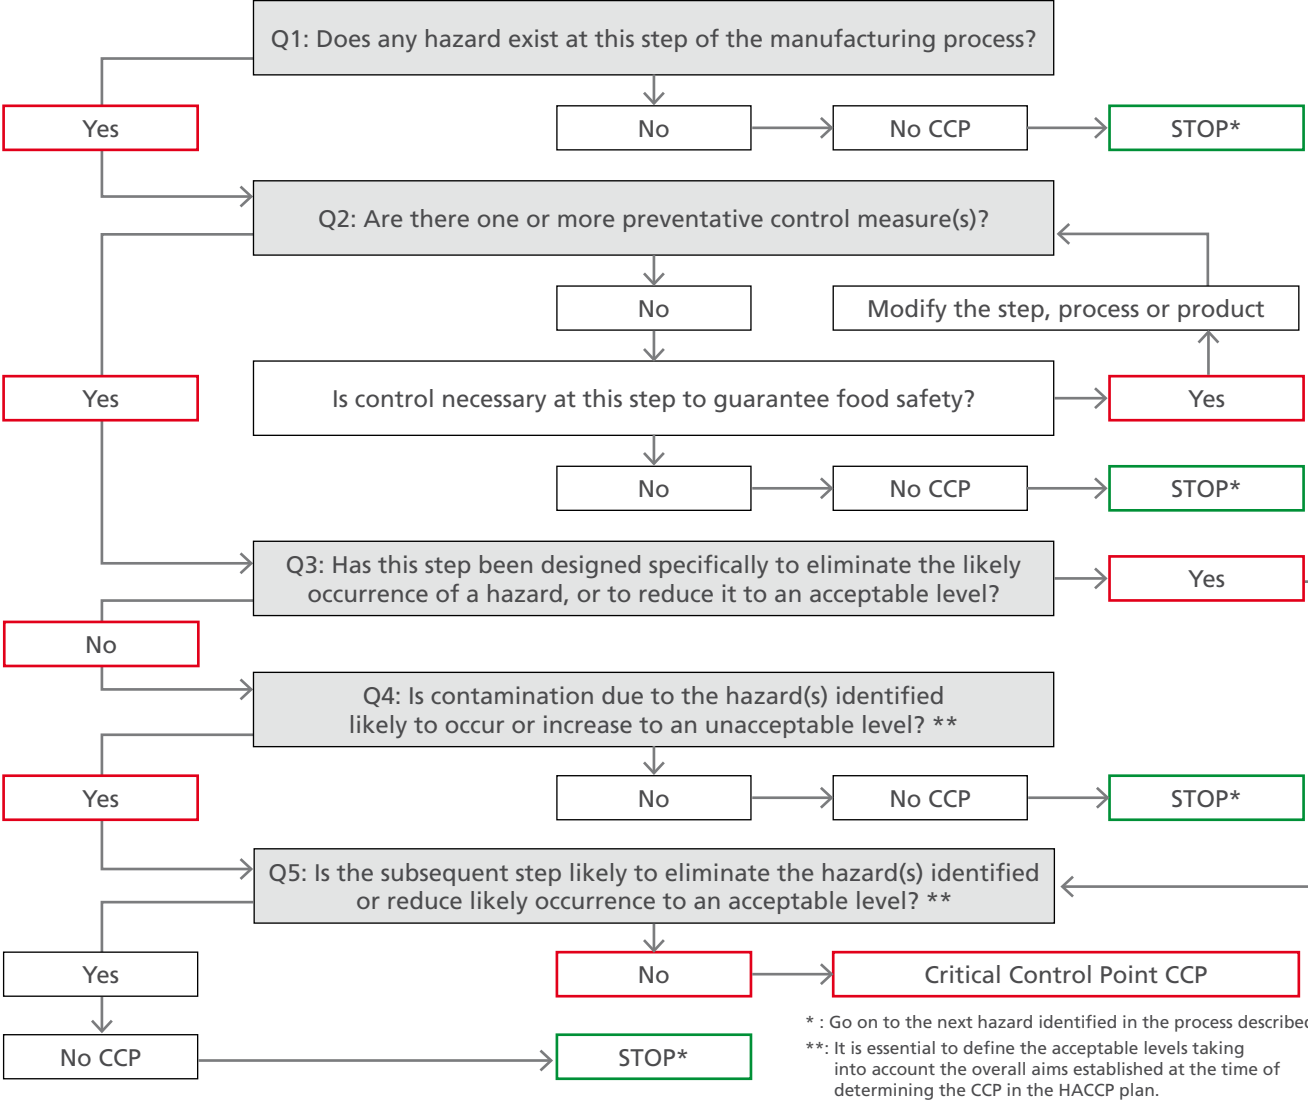 Q1: Does any hazard exist at this step of the manufacturing process?
Yes
No
No CCP
STOP*
Q2: Are there one or more preventative control measure(s)?
No
Modify the step, process or product
Yes
Is control necessary at this step to guarantee food safety?
Yes
No
No CCP
STOP*
Q3: Has this step been designed specifically to eliminate the likely
occurrence of a hazard, or to reduce it to an acceptable level?
Yes
No
Q4: Is contamination due to the hazard(s) identified
likely to occur or increase to an unacceptable level? **
Yes
No
No CCP
STOP*
Q5: Is the subsequent step likely to eliminate the hazard(s) identified
or reduce likely occurrence to an acceptable level? **
Yes
No
Critical Control Point CCP
No CCP
STOP*
* : Go on to the next hazard identified in the process described
**: It is essential to define the acceptable levels taking
into account the overall aims established at the time of
determining the CCP in the HACCP plan.